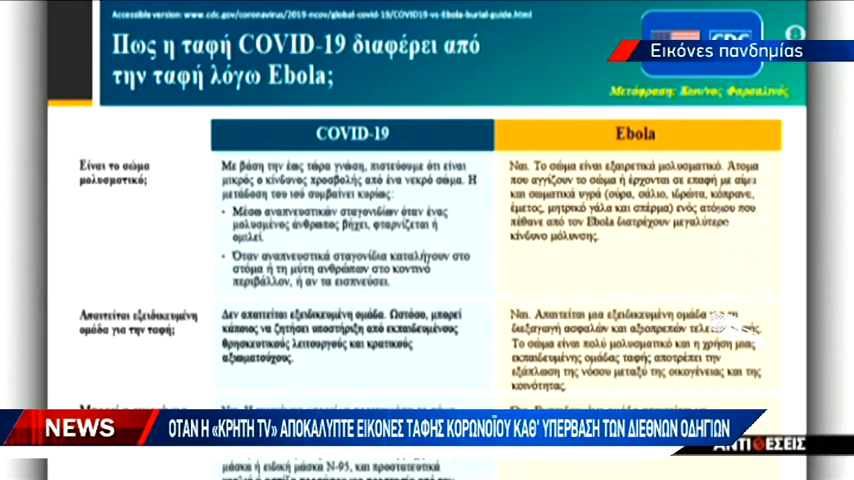 Accessible version: www.cdc.gov/coronavirus/2019-ncov/global-covid-19/COVID19-vs-Ebola-burial-guide.html
Πως η ταφή COVID-19 διαφέρει από
την ταφή λόγω Ebola;
CDC
Εικόνες πανδημίας
Μετάφραση: Κων/νος Φαρσαλινός
COVID-19
Ebola
Είναι το σώμα
μολυσματικό;
Με βάση την έως τώρα γνώση, πιστεύουμε ότι είναι
μικρός ο κίνδυνος προσβολής από ένα νεκρό σώμα. Η
μετάδοση του ιού συμβαίνει κυρίως:
• Μέσω αναπνευστικών σταγονιδίων όταν ένας
μολυσμένος άνθρωπος βήχει, φταρνίζεται ή
ομιλεί.
• Όταν αναπνευστικά σταγονίδια καταλήγουν στο
στόμα ή τη μύτη ανθρώπων στο κοντινό
περιβάλλον, ή αν τα εισπνεύσει.
Ναι. Το σώμα είναι εξαιρετικά μολυσματικό. Άτομα
που αγγίζουν το σώμα ή έρχονται σε επαφή με αίμα
και σωματικά υγρά (ούρα, σάλιο, ιδρώτα, κόπρανα,
έμετος, μητρικό γάλα και σπέρμα) ενός ατόμου που
πέθανε από τον Ebola διατρέχουν μεγαλύτερο
κίνδυνο μόλυνσης.
Απαιτείται εξειδικευμένη
ομάδα για την ταφή;
Δεν απαιτείται εξειδικευμένη ομάδα. Ωστόσο, μπορεί
κάποιος να ζητήσει υποστήριξη από εκπαιδευμένους
θρησκευτικούς λειτουργούς και κρατικούς
αξιωματούχους.
Ναι. Απαιτείται μια εξειδικευμένη ομάδα για τη
διεξαγωγή ασφαλών και αξιοπρεπών
Το σώμα είναι πολύ μολυσματικό και η χρήση μιας
εκπαιδευμένης ομάδας ταφής αποτρέπει την
εξάπλωση της νόσου μεταξύ της οικογένειας και της
κοινότητας.
NEWS
ΟΤΑΝ Η «ΚΡΗΤΗ TV» ΑΠΟΚΑΛΥΠΤΕ ΕΙΚΟΝΕΣ ΤΑΦΗΣ ΚΟΡΩΝΟΪΟΥ ΚΑΘ' ΥΠΕΡΒΑΣΗ ΤΩΝ ΔΙΕΘΝΩΝ ΟΔΗΓΙΩΝ
ΑΝΤΙΘΕΣΕΙΣ
μάσκα ή ειδική μάσκα N-95, και προστατευτικά